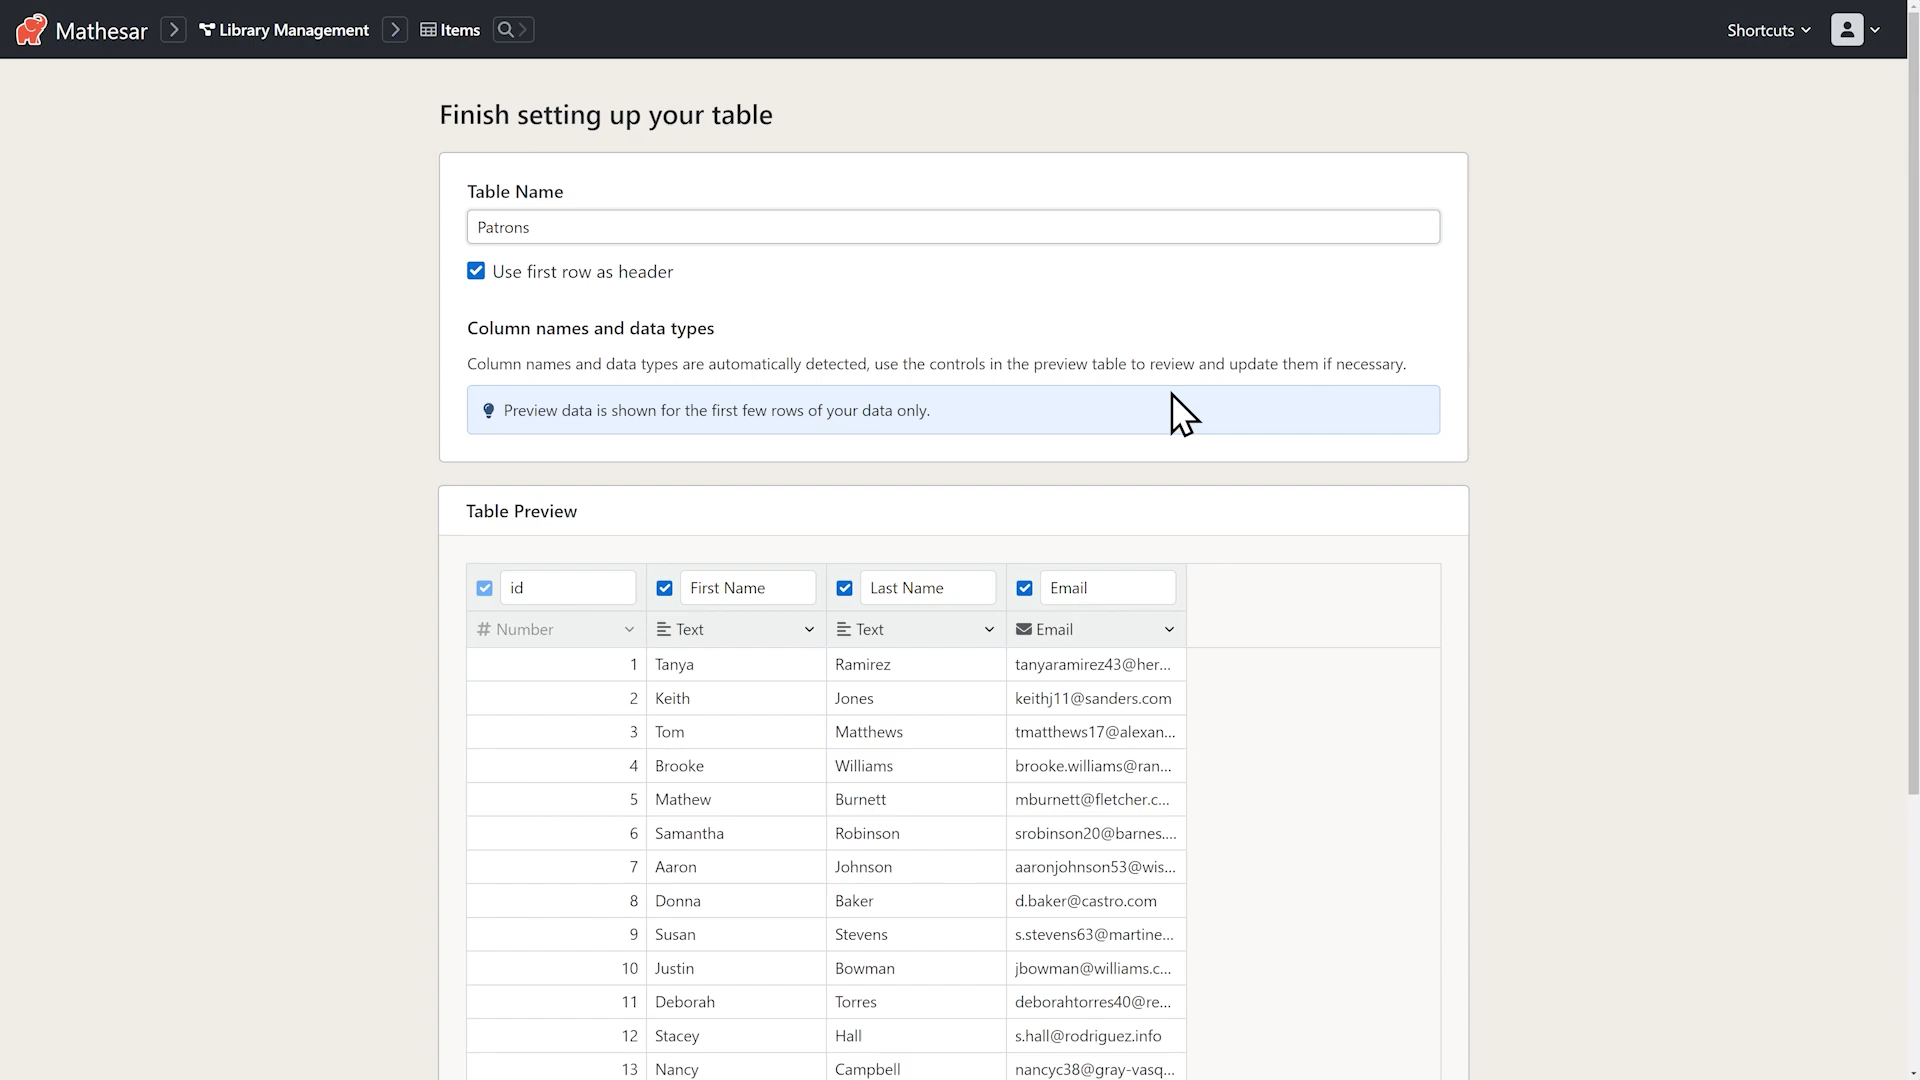 Mathesar Library Management Items Shortcuts
Finish setting up your table
Table Name
Patrons
Use first row as header
Column names and data types
Column names and data types are automatically detected, use the controls in the preview table to review and update them if necessary.
Preview data is shown for the first few rows of your data only.
Table Preview
id First Name Last Name Email
# Number Text Text Email
1 Tanya Ramirez tanyaramirez43@her...
2 Keith Jones keithj11@sanders.com
3 Tom Matthews tmatthews17@alexan...
4 Brooke Williams brooke.williams@ran...
5 Mathew Burnett mburnett@fletcher.c...
6 Samantha Robinson srobinson20@barnes....
7 Aaron Johnson aaronjohnson53@wis...
8 Donna Baker d.baker@castro.com
9 Susan Stevens s.stevens63@martine...
10 Justin Bowman jbowman@williams.c...
11 Deborah Torres deborahtorres40@re...
12 Stacey Hall s.hall@rodriguez.info
13 Nancy Campbell nancyc38@gray-vasq...